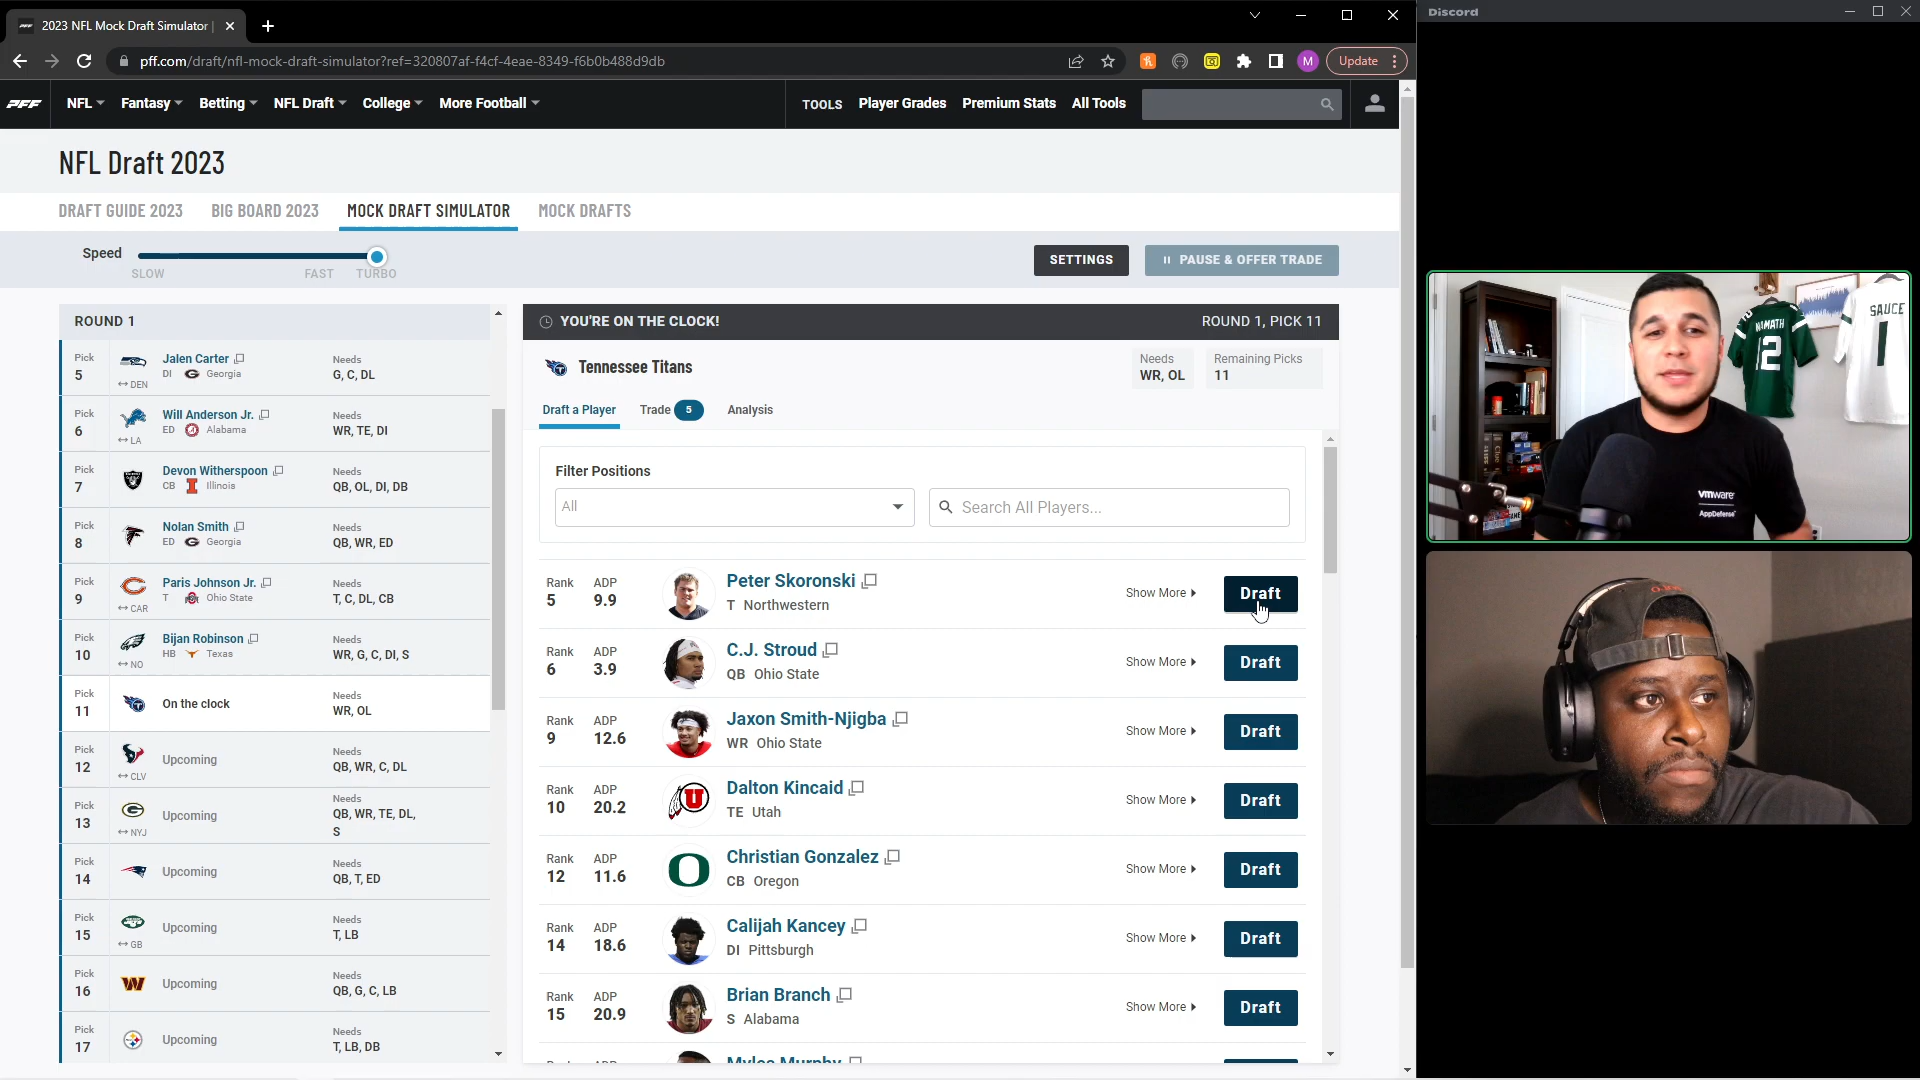 2023 NFL Mock Draft Simulator |
Discord
pff.com/draft/nfl-mock-draft-simulator?ref=320807af-f4cf-4eae-8349-f6b0b488d9db
M
Update
PFF
NFL
Fantasy
Betting
NFL Draft
College
More Football
TOOLS
Player Grades
Premium Stats
All Tools
NFL Draft 2023
DRAFT GUIDE 2023
BIG BOARD 2023
MOCK DRAFT SIMULATOR
MOCK DRAFTS
Speed
SLOW
FAST
TURBO
SETTINGS
PAUSE & OFFER TRADE
ROUND 1
Pick
5
DEN
Jalen Carter
DI Georgia
Needs
G, C, DL
Pick
6
LA
Will Anderson Jr.
ED Alabama
Needs
WR, TE, DI
Pick
7
Devon Witherspoon
CB Illinois
Needs
QB, OL, DI, DB
Pick
8
Nolan Smith
ED Georgia
Needs
QB, WR, ED
Pick
9
CAR
Paris Johnson Jr.
T Ohio State
Needs
T, C, DL, CB
Pick
10
NO
Bijan Robinson
HB Texas
Needs
WR, G, C, DI, S
Pick
11
On the clock
Needs
WR, OL
Pick
12
CLV
Upcoming
Needs
QB, WR, C, DL
Pick
13
NYJ
Upcoming
Needs
QB, WR, TE, DL,
S
Pick
14
Upcoming
Needs
QB, T, ED
Pick
15
GB
Upcoming
Needs
T, LB
Pick
16
Upcoming
Needs
QB, G, C, LB
Pick
17
Upcoming
Needs
T, LB, DB
YOU'RE ON THE CLOCK!
ROUND 1, PICK 11
Tennessee Titans
Needs
WR, OL
Remaining Picks
11
Draft a Player
Trade 5
Analysis
Filter Positions
All
Search All Players...
Rank
5
ADP
9.9
Peter Skoronski
T Northwestern
Show More
Draft
Rank
6
ADP
3.9
C.J. Stroud
QB Ohio State
Show More
Draft
Rank
9
ADP
12.6
Jaxon Smith-Njigba
WR Ohio State
Show More
Draft
Rank
10
ADP
20.2
Dalton Kincaid
TE Utah
Show More
Draft
Rank
12
ADP
11.6
Christian Gonzalez
CB Oregon
Show More
Draft
Rank
14
ADP
18.6
Calijah Kancey
DI Pittsburgh
Show More
Draft
Rank
15
ADP
20.9
Brian Branch
S Alabama
Show More
Draft
Myles Murphy
NAMATH
12
SAUCE
1
vmware
AppDefense